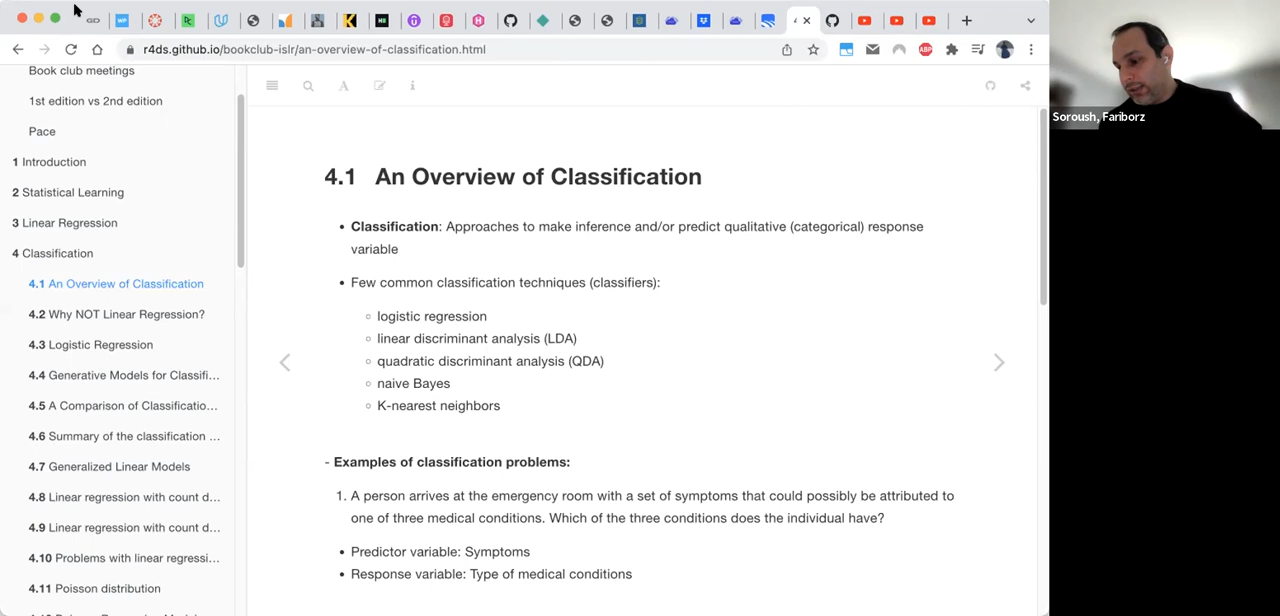 r4ds.github.io/bookclub-islr/an-overview-of-classification.html
Book club meetings
1st edition vs 2nd edition
Pace
1 Introduction
2 Statistical Learning
3 Linear Regression
4 Classification
4.1 An Overview of Classification
4.2 Why NOT Linear Regression?
4.3 Logistic Regression
4.4 Generative Models for Classifi...
4.5 A Comparison of Classificatio...
4.6 Summary of the classification ...
4.7 Generalized Linear Models
4.8 Linear regression with count d...
4.9 Linear regression with count d...
4.10 Problems with linear regressi...
4.11 Poisson distribution
4.1 An Overview of Classification
• Classification: Approaches to make inference and/or predict qualitative (categorical) response
variable
• Few common classification techniques (classifiers):
◦ logistic regression
◦ linear discriminant analysis (LDA)
◦ quadratic discriminant analysis (QDA)
◦ naive Bayes
◦ K-nearest neighbors
- Examples of classification problems:
1. A person arrives at the emergency room with a set of symptoms that could possibly be attributed to
one of three medical conditions. Which of the three conditions does the individual have?
• Predictor variable: Symptoms
• Response variable: Type of medical conditions
Soroush, Fariborz